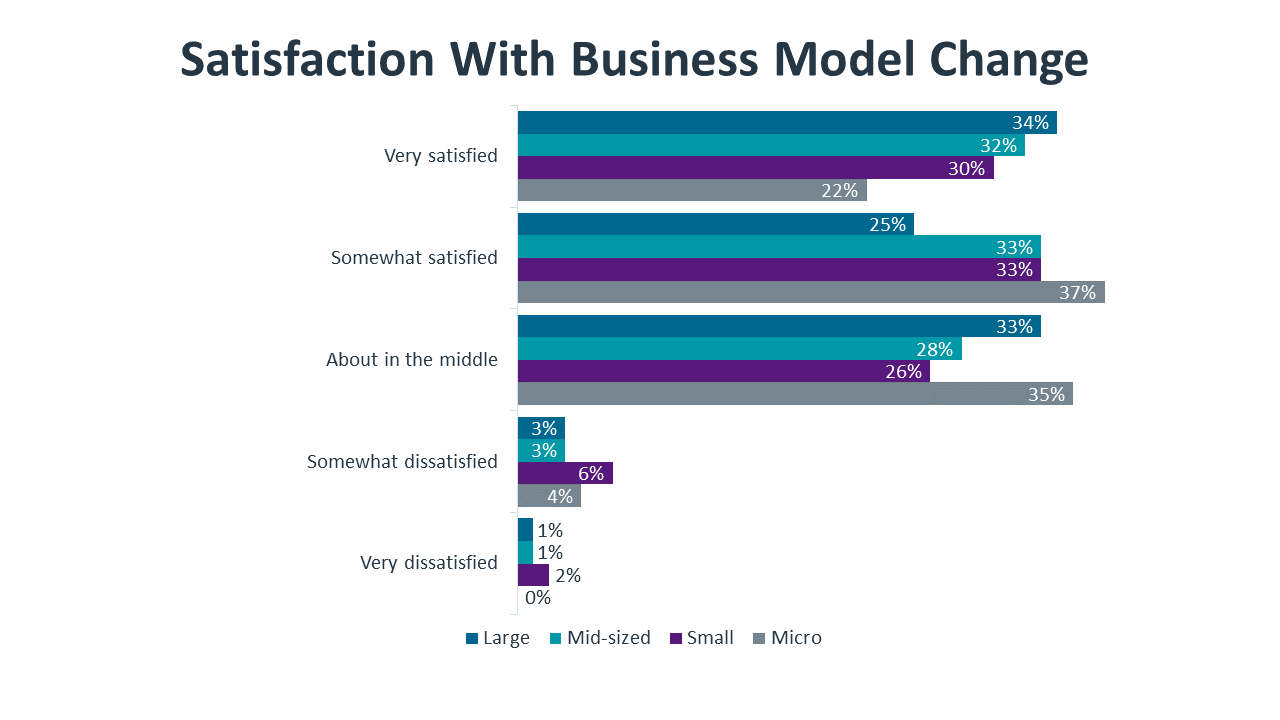 Satisfaction With Business Model Change
Very satisfied
34%
32%
30%
22%
Somewhat satisfied
25%
33%
33%
37%
About in the middle
33%
28%
26%
35%
Somewhat dissatisfied
3%
3%
6%
4%
Very dissatisfied
1%
1%
2%
0%
Large Mid-sized Small Micro